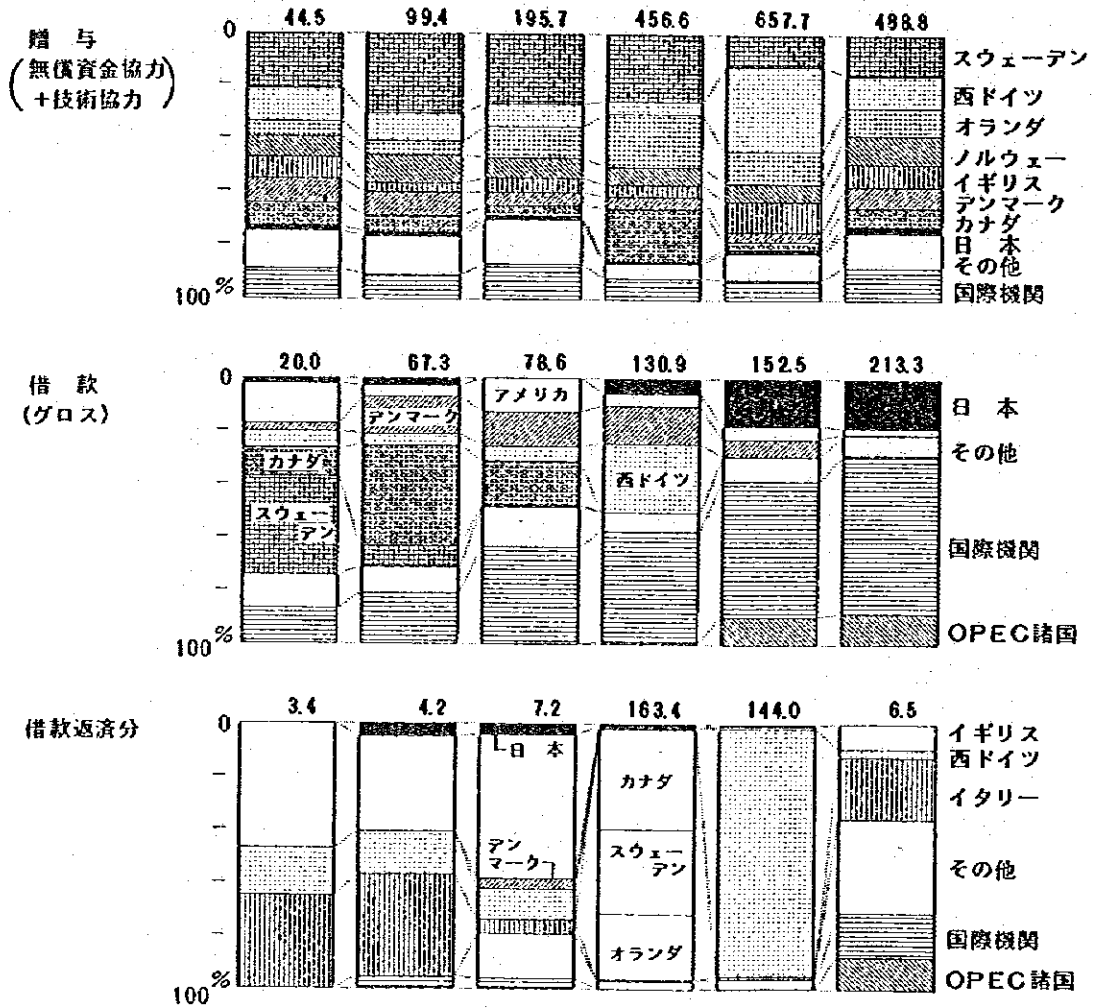 44.5 99.4 195.7 456.6 657.7 498.8
0
贈 与
(無償資金協力
+技術協力)
スウェーデン
西ドイツ
オランダ
ノルウェー
イギリス
デンマーク
カナダ
日 本
その他
国際機関
100%
20.0 67.3 78.6 130.9 152.5 213.3
0
借 款
(グロス)
アメリカ
デンマーク
カナダ
スウェー
デン
西ドイツ
日 本
その他
国際機関
OPEC諸国
100%
3.4 4.2 7.2 163.4 144.0 6.5
0
借款返済分
日 本
デン
マーク
カナダ
スウェー
デン
オランダ
イギリス
西ドイツ
イタリー
その他
国際機関
OPEC諸国
100%